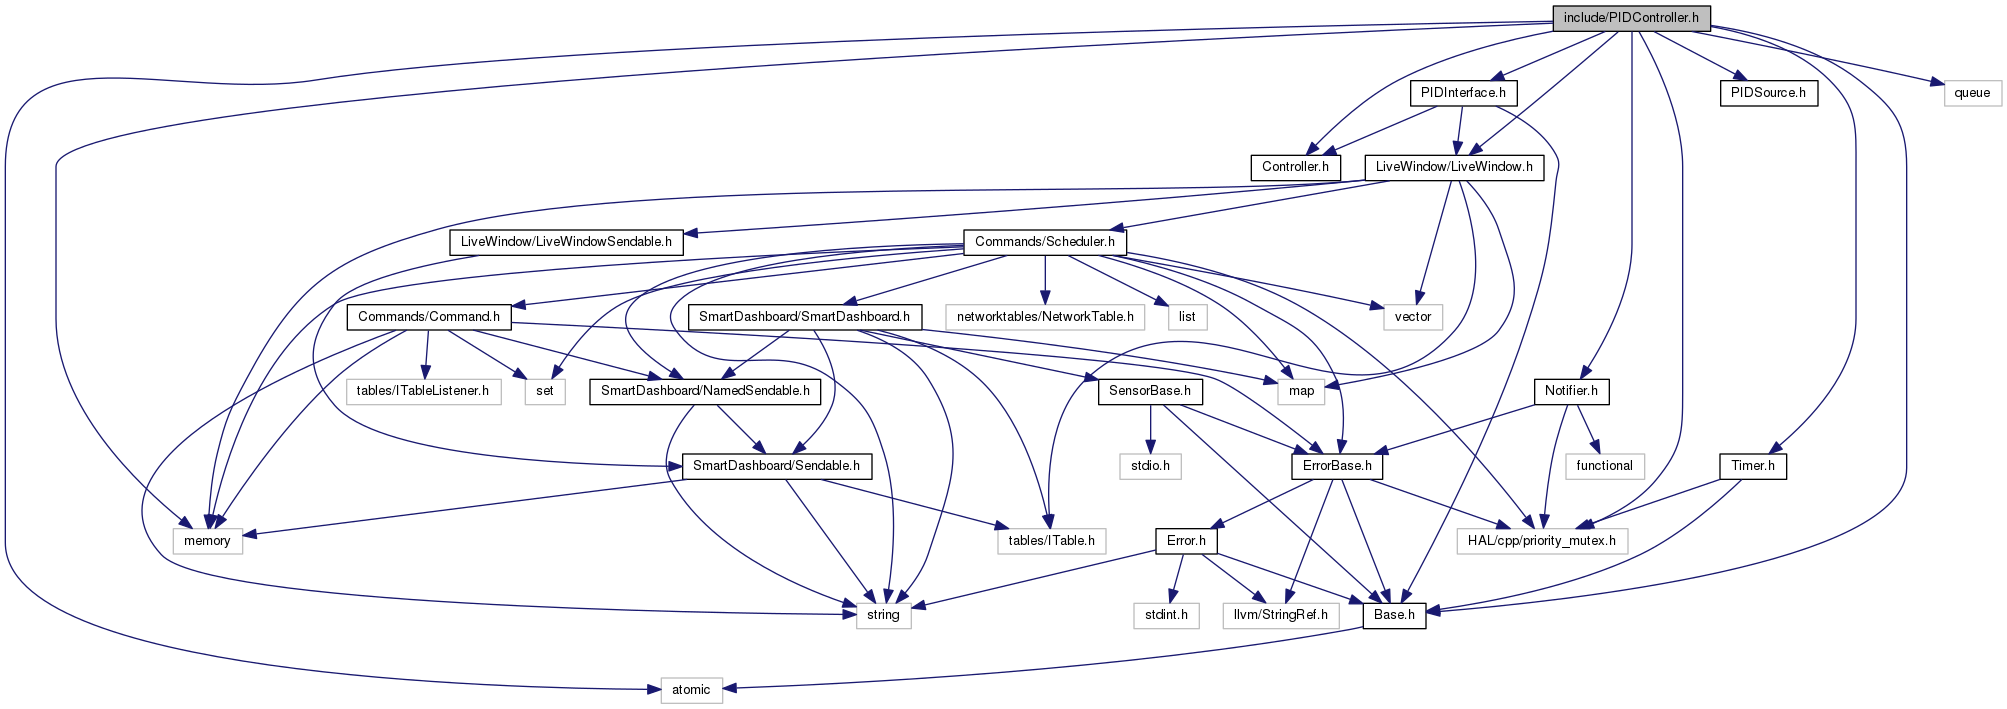 include/PIDController.h
PIDInterface.h
PIDSource.h
queue
Controller.h
LiveWindow/LiveWindow.h
LiveWindow/LiveWindowSendable.h
Commands/Scheduler.h
Commands/Command.h
SmartDashboard/SmartDashboard.h
networktables/NetworkTable.h
list
vector
tables/ITableListener.h
set
SmartDashboard/NamedSendable.h
SensorBase.h
map
Notifier.h
SmartDashboard/Sendable.h
stdio.h
ErrorBase.h
functional
Timer.h
memory
tables/ITable.h
Error.h
HAL/cpp/priority_mutex.h
string
stdint.h
llvm/StringRef.h
Base.h
atomic